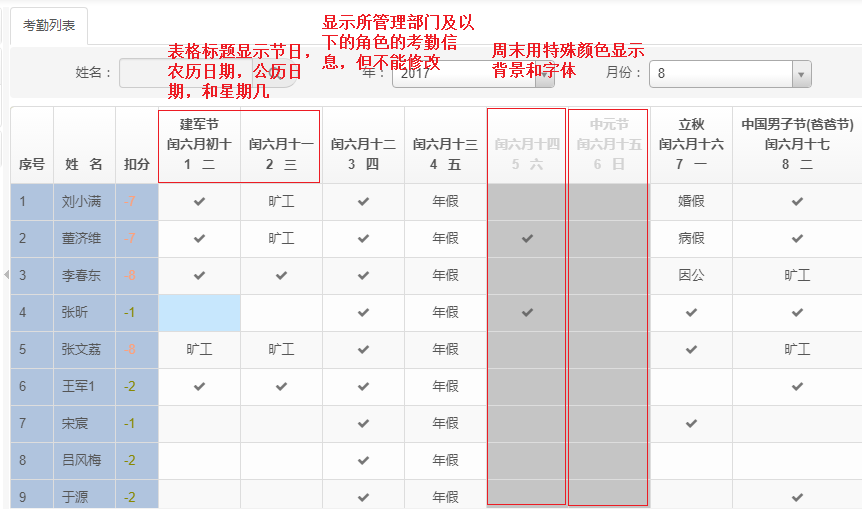 考勤列表
表格标题显示节日，
农历日期，公历日
期，和星期几
显示所管理部门及以
下的角色的考勤信
息，但不能修改
周末用特殊颜色显示
背景和字体
姓名：
年：
2017
月份：
8
序号 姓 名 扣分
建军节
闰六月初十
1 二
闰六月十一
2 三
闰六月十二
3 四
闰六月十三
4 五
闰六月十四
5 六
中元节
闰六月十五
6 日
立秋
闰六月十六
7 一
中国男子节(爸爸节)
闰六月十七
8 二
1 刘小满 -7 ✔ 旷工 ✔ 年假 婚假 ✔
2 董济维 -7 ✔ 旷工 ✔ 年假 ✔ 病假 ✔
3 李春东 -8 ✔ ✔ ✔ 年假 因公 旷工
4 张昕 -1 ✔ 年假 ✔ ✔ ✔
5 张文荔 -8 旷工 旷工 ✔ 年假 ✔ 旷工
6 王军1 -2 ✔ ✔ ✔ 年假 ✔
7 宋宸 -1 ✔ 年假 ✔
8 吕风梅 -2 ✔ 年假
9 于源 -2 ✔ 年假 ✔